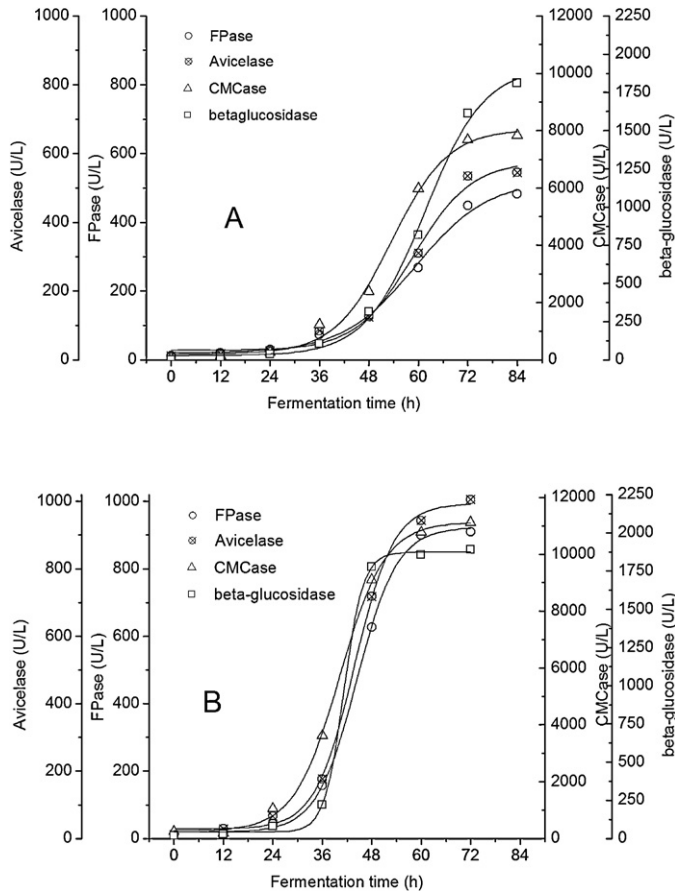 1000
800
600
400
200
0
Avicelase (U/L)
1000
800
600
400
200
0
FPase (U/L)
FPase
Avicelase
CMCase
betaglucosidase
A
12000
10000
8000
6000
4000
2000
0
CMCase (U/L)
2250
2000
1750
1500
1250
1000
750
500
250
0
beta-glucosidase (U/L)
0 12 24 36 48 60 72 84
Fermentation time (h)
1000
800
600
400
200
0
Avicelase (U/L)
1000
800
600
400
200
0
FPase (U/L)
FPase
Avicelase
CMCase
beta-glucosidase
B
12000
10000
8000
6000
4000
2000
0
CMCase (U/L)
2250
2000
1750
1500
1250
1000
750
500
250
0
beta-glucosidase (U/L)
0 12 24 36 48 60 72 84
Fermentation time (h)